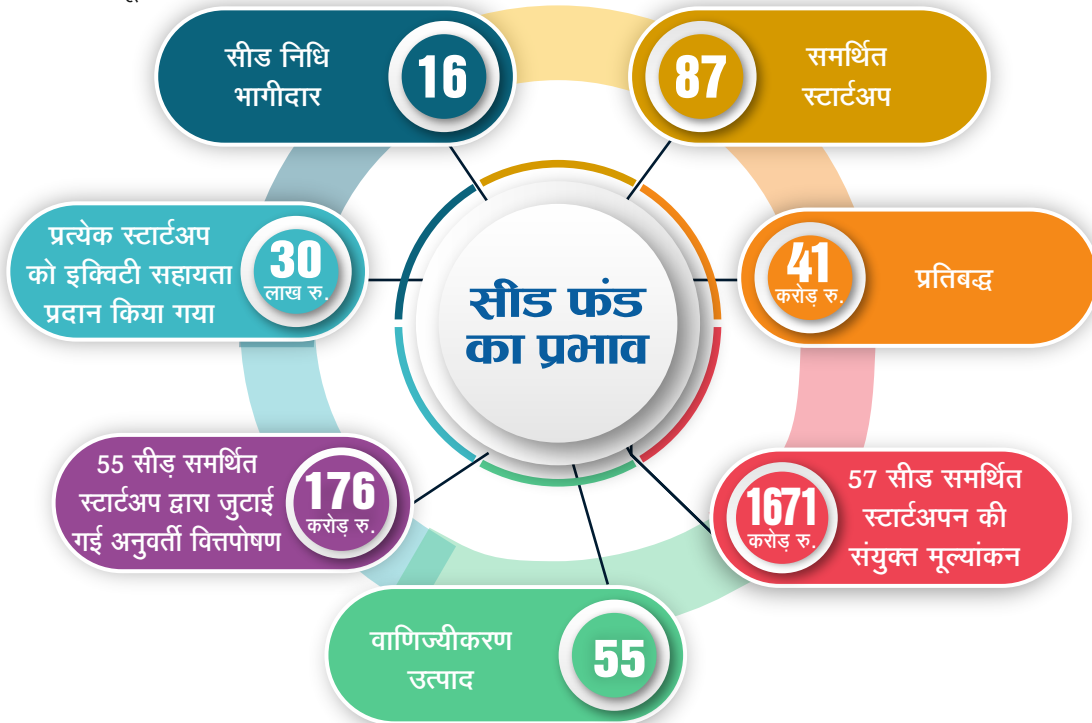 सीड निधि
भागीदार
16
87
समर्थित
स्टार्टअप
प्रत्येक स्टार्टअप
को इक्विटी सहायता
प्रदान किया गया
30
लाख रु.
41
करोड़ रु.
प्रतिबद्ध
सीड फंड
का प्रभाव
55 सीड़ समर्थित
स्टार्टअप द्वारा जुटाई
गई अनुवर्ती वित्तपोषण
176
करोड़ रु.
1671
करोड़ रु.
57 सीड समर्थित
स्टार्टअपन की
संयुक्त मूल्यांकन
वाणिज्यीकरण
उत्पाद
55